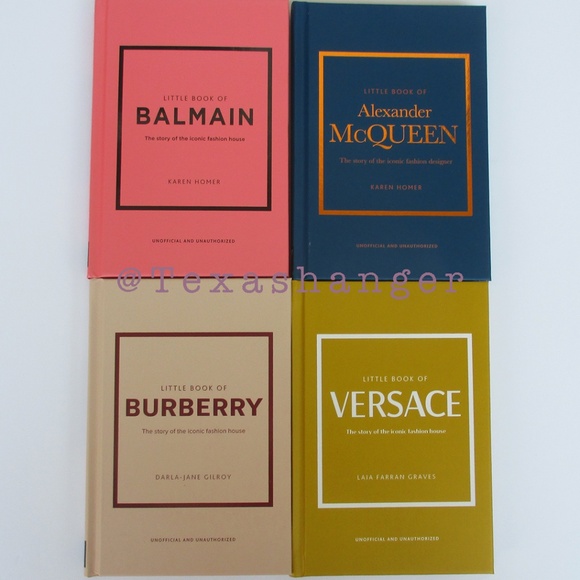 LITTLE BOOK OF
BALMAIN
The story of the iconic fashion house
KAREN HOMER
UNOFFICIAL AND UNAUTHORIZED
LITTLE BOOK OF
Alexander
McQUEEN
The story of the iconic fashion designer
KAREN HOMER
UNOFFICIAL AND UNAUTHORIZED
@Texashanger
LITTLE BOOK OF
BURBERRY
The story of the iconic fashion house
DARLA-JANE GILROY
UNOFFICIAL AND UNAUTHORIZED
LITTLE BOOK OF
VERSACE
The story of the iconic fashion house
LAIA FARRAN GRAVES
UNOFFICIAL AND UNAUTHORIZED